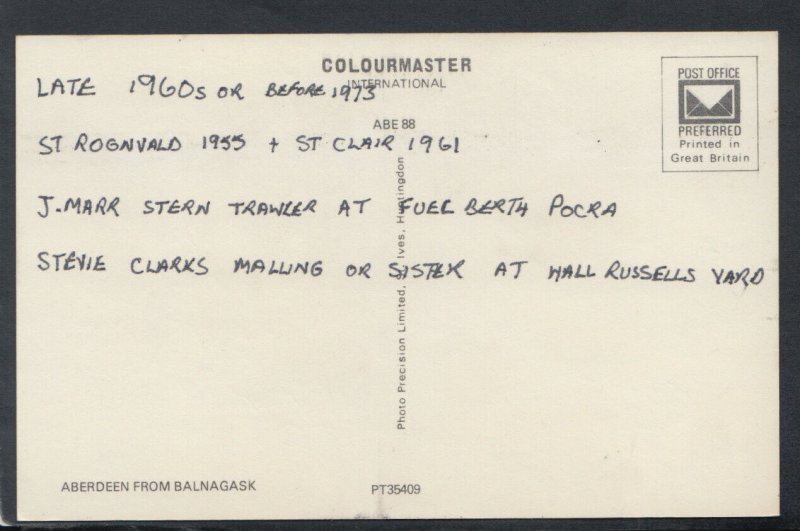 COLOURMASTER
INTERNATIONAL
LATE 1960s OR BEFORE 1973
ABE 88
ST ROGNVALD 1955 + ST CLAIR 1961
J. MARR STERN TRAWLER AT FUEL BERTH POCRA
STEVIE CLARKS MALLING OR SISTER AT HALL RUSSELLS YARD
POST OFFICE
PREFERRED
Printed in
Great Britain
Photo Precision Limited, Ives, Huntingdon
ABERDEEN FROM BALNAGASK
PT35409